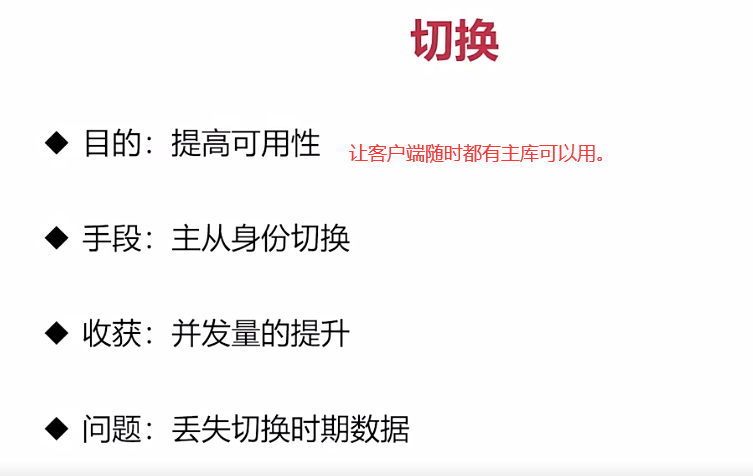 切换
◆ 目的：提高可用性 让客户端随时都有主库可以用。
◆ 手段：主从身份切换
◆ 收获：并发量的提升
◆ 问题：丢失切换时期数据